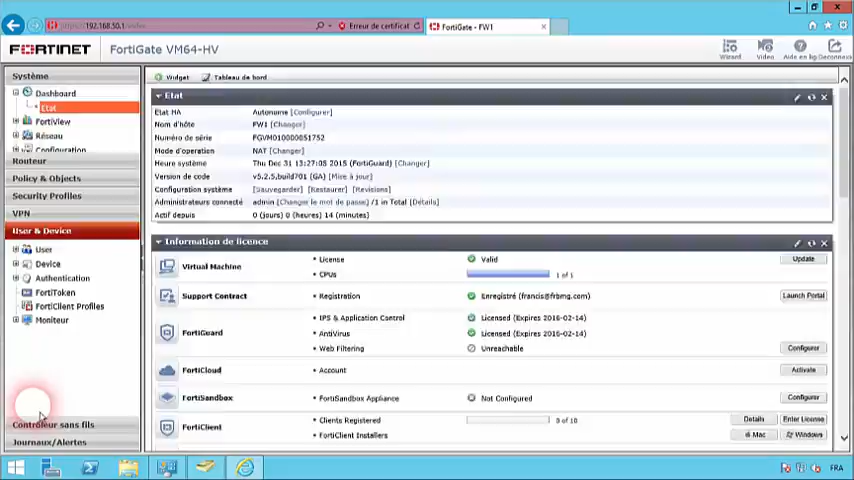 192.168.50.1
Erreur de certificat
FortiGate - FW1
FORTINET
FortiGate VM64-HV
Wizard
Video
Aide en lig
Deconnexi
Système
Widget
Tableau de bord
Dashboard
Etat
FortiView
Réseau
Configuration
Routeur
Policy & Objects
Security Profiles
VPN
User & Device
User
Device
Authentication
FortiToken
FortiClient Profiles
Moniteur
Contrôleur sans fils
Journaux/Alertes
Etat
Etat HA Autonome [Configurer]
Nom d'hôte FW1 [Changer]
Numéro de série FGVM010000051752
Mode d'operation NAT [Changer]
Heure système Thu Dec 31 13:27:05 2015 (FortiGuard) [Changer]
Version de code v5.2.5,build701 (GA) [Mise à jour]
Configuration système [Sauvegarder] [Restaurer] [Revisions]
Administrateurs connecté admin [Changer le mot de passe] /1 in Total [Détails]
Actif depuis 0 (jours) 0 (heures) 14 (minutes)
Information de licence
Virtual Machine
License Valid Update
CPUs 1 of 1
Support Contract Registration Enregistré (francis@frbmg.com) Launch Portal
FortiGuard
IPS & Application Control Licensed (Expires 2016-02-14)
AntiVirus Licensed (Expires 2016-02-14)
Web Filtering Unreachable Configurer
FortiCloud Account Activate
FortiSandbox FortiSandbox Appliance Not Configured Configurer
FortiClient
Clients Registered 0 of 10 Details Enter License
FortiClient Installers Mac Windows
FRA